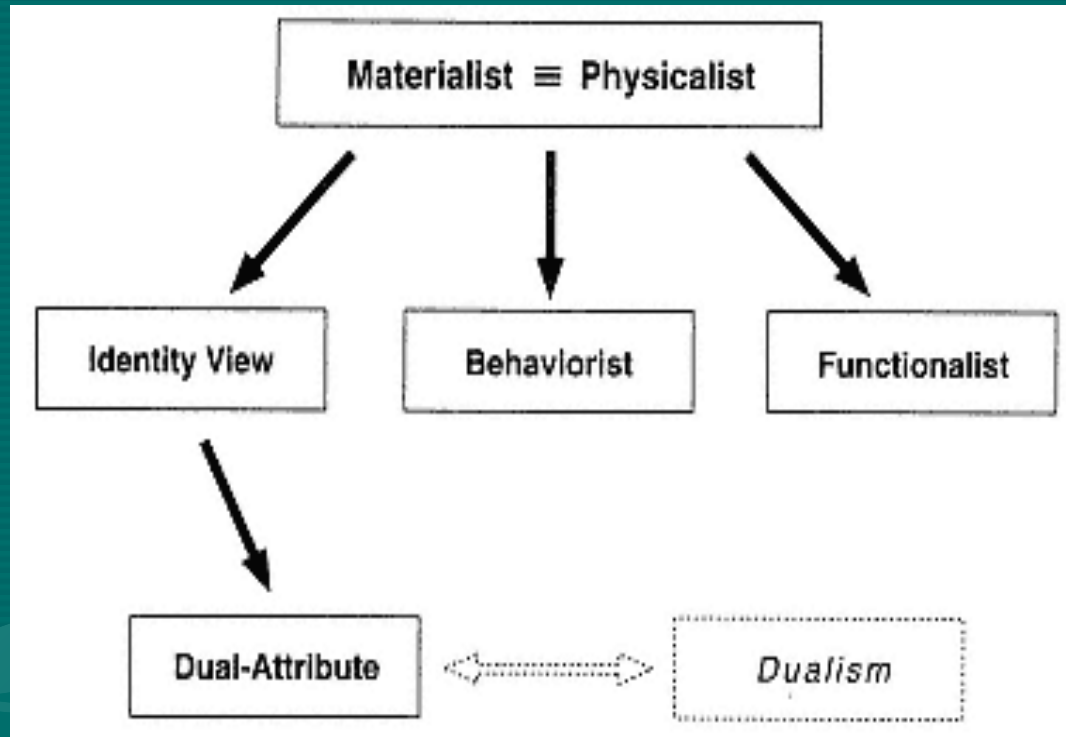 Materialist ≡ Physicalist
Identity View
Behaviorist
Functionalist
Dual-Attribute
Dualism